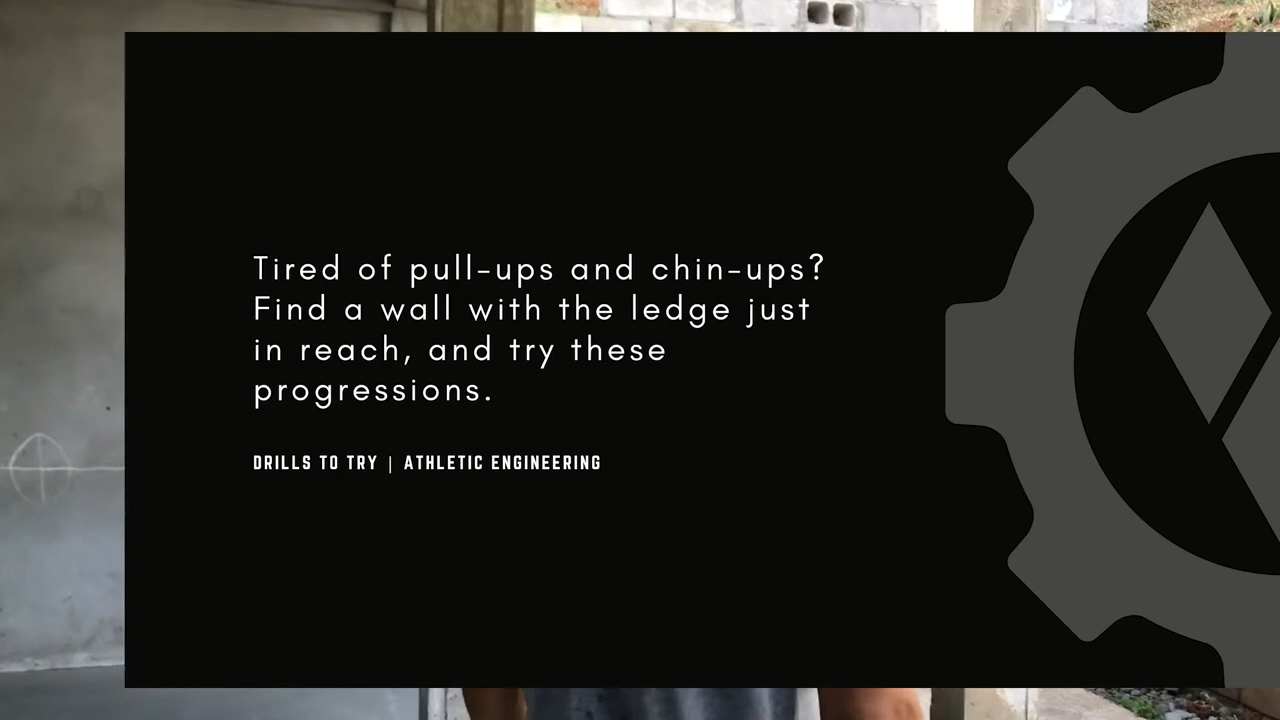 Tired of pull-ups and chin-ups?
Find a wall with the ledge just
in reach, and try these
progressions.
DRILLS TO TRY | ATHLETIC ENGINEERING